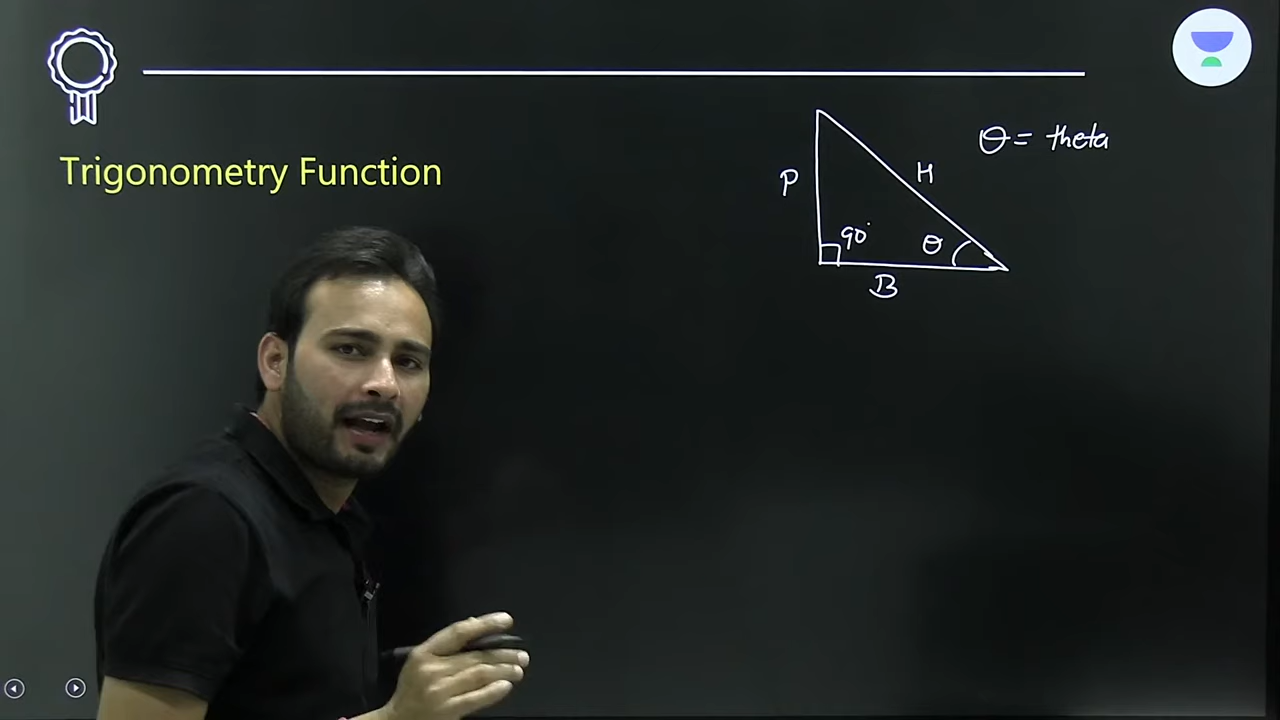 θ = theta
Trigonometry Function
P
H
90°
θ
B